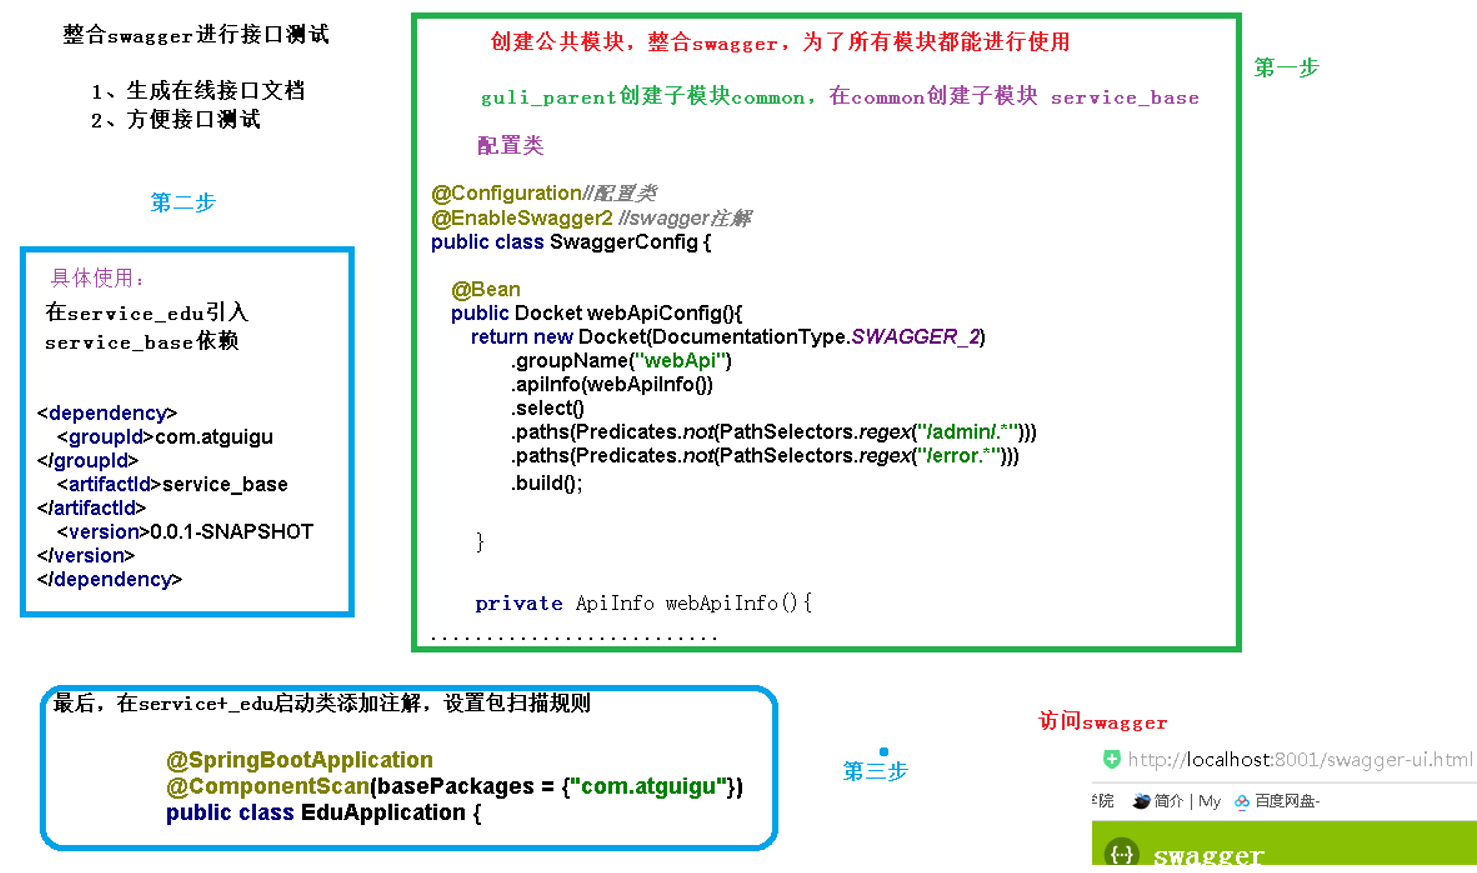 整合swagger进行接口测试
1、生成在线接口文档
2、方便接口测试
第一步
创建公共模块，整合swagger，为了所有模块都能进行使用
guli_parent创建子模块common，在common创建子模块 service_base
配置类
@Configuration//配置类
@EnableSwagger2 //swagger注解
public class SwaggerConfig {
@Bean
public Docket webApiConfig(){
return new Docket(DocumentationType.SWAGGER_2)
.groupName("webApi")
.apiInfo(webApiInfo())
.select()
.paths(Predicates.not(PathSelectors.regex("/admin/.*")))
.paths(Predicates.not(PathSelectors.regex("/error.*")))
.build();
}
private ApiInfo webApiInfo(){
..........................
第二步
具体使用：
在service_edu引入
service_base依赖
<dependency>
<groupId>com.atguigu
</groupId>
<artifactId>service_base
</artifactId>
<version>0.0.1-SNAPSHOT
</version>
</dependency>
最后，在service+_edu启动类添加注解，设置包扫描规则
@SpringBootApplication
@ComponentScan(basePackages = {"com.atguigu"})
public class EduApplication {
第三步
访问swagger
http://localhost:8001/swagger-ui.html
学院 简介 | My 百度网盘-
{···} swagger